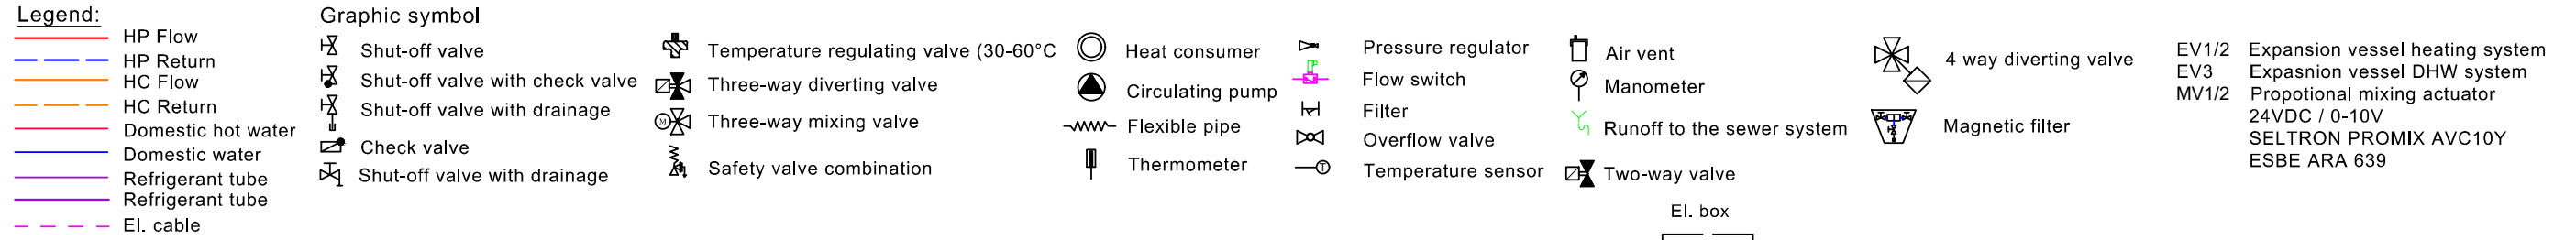 Legend:
HP Flow
HP Return
HC Flow
HC Return
Domestic hot water
Domestic water
Refrigerant tube
Refrigerant tube
El. cable
Graphic symbol
Shut-off valve
Shut-off valve with check valve
Shut-off valve with drainage
Check valve
Shut-off valve with drainage
Temperature regulating valve (30-60°C
Three-way diverting valve
M
Three-way mixing valve
Safety valve combination
Heat consumer
Circulating pump
Flexible pipe
Thermometer
Pressure regulator
Flow switch
Filter
Overflow valve
T
Temperature sensor
Air vent
Manometer
Runoff to the sewer system
Two-way valve
El. box
4 way diverting valve
Magnetic filter
EV1/2 Expansion vessel heating system
EV3 Expasnion vessel DHW system
MV1/2 Propotional mixing actuator
24VDC / 0-10V
SELTRON PROMIX AVC10Y
ESBE ARA 639